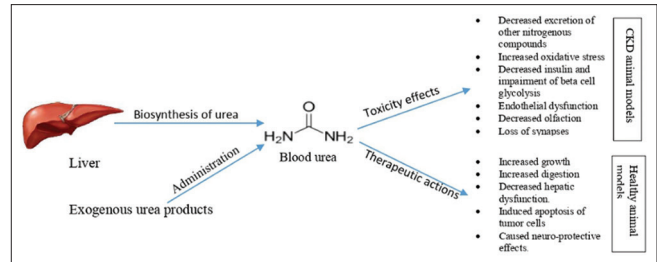 Liver
Biosynthesis of urea
Exogenous urea products
Administration
O
H₂N
NH₂
Blood urea
Toxicity effects
Therapeutic actions
• Decreased excretion of
other nitrogenous
compounds
• Increased oxidative stress
• Decreased insulin and
impairment of beta cell
glycolysis
• Endothelial dysfunction
• Decreased olfaction
• Loss of synapses
CKD animal models
• Increased growth
• Increased digestion
• Decreased hepatic
dysfunction.
• Induced apoptosis of
tumor cells
• Caused neuro-protective
effects.
Healthy animal
models